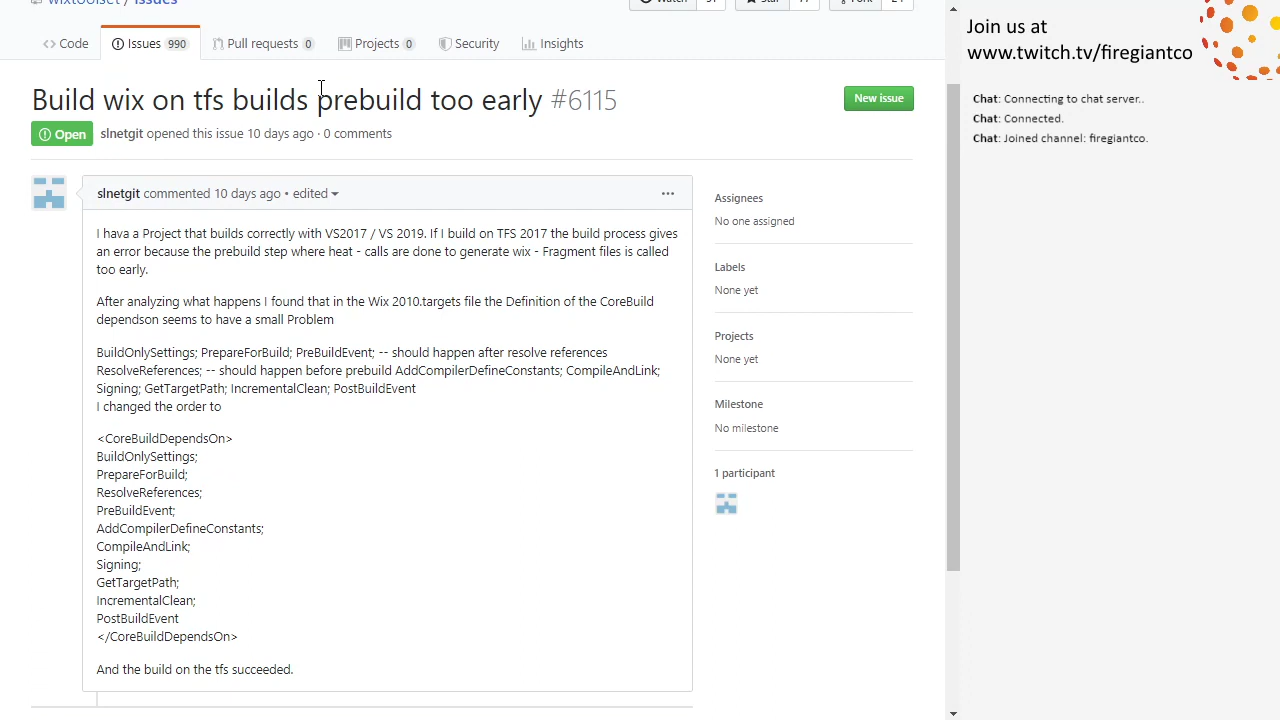 wixtoolset / issues
Watch
Star
Fork
Code
Issues 990
Pull requests 0
Projects 0
Security
Insights
Build wix on tfs builds prebuild too early #6115
New issue
Open slnetgit opened this issue 10 days ago · 0 comments
slnetgit commented 10 days ago • edited
I hava a Project that builds correctly with VS2017 / VS 2019. If I build on TFS 2017 the build process gives
an error because the prebuild step where heat - calls are done to generate wix - Fragment files is called
too early.
After analyzing what happens I found that in the Wix 2010.targets file the Definition of the CoreBuild
dependson seems to have a small Problem
BuildOnlySettings; PrepareForBuild; PreBuildEvent; -- should happen after resolve references
ResolveReferences; -- should happen before prebuild AddCompilerDefineConstants; CompileAndLink;
Signing; GetTargetPath; IncrementalClean; PostBuildEvent
I changed the order to
<CoreBuildDependsOn>
BuildOnlySettings;
PrepareForBuild;
ResolveReferences;
PreBuildEvent;
AddCompilerDefineConstants;
CompileAndLink;
Signing;
GetTargetPath;
IncrementalClean;
PostBuildEvent
</CoreBuildDependsOn>
And the build on the tfs succeeded.
Assignees
No one assigned
Labels
None yet
Projects
None yet
Milestone
No milestone
1 participant
Join us at
www.twitch.tv/firegiantco
Chat: Connecting to chat server..
Chat: Connected.
Chat: Joined channel: firegiantco.